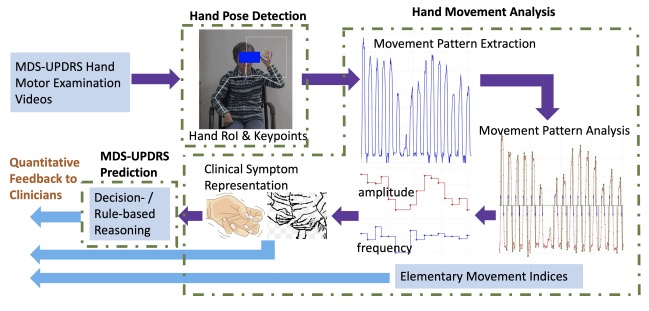 Hand Pose Detection
Hand Movement Analysis
MDS-UPDRS Hand
Motor Examination
Videos
Hand RoI & Keypoints
Movement Pattern Extraction
Movement Pattern Analysis
Quantitative
Feedback to
Clinicians
MDS-UPDRS
Prediction
Decision- /
Rule-based
Reasoning
Clinical Symptom
Representation
amplitude
frequency
Elementary Movement Indices